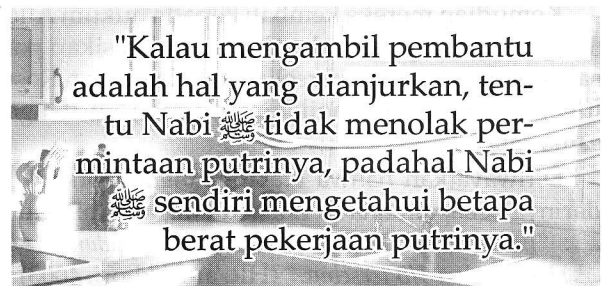 "Kalau mengambil pembantu
adalah hal yang dianjurkan, ten-
tu Nabi ﷺ tidak menolak per-
mintaan putrinya, padahal Nabi
ﷺ sendiri mengetahui betapa
berat pekerjaan putrinya."